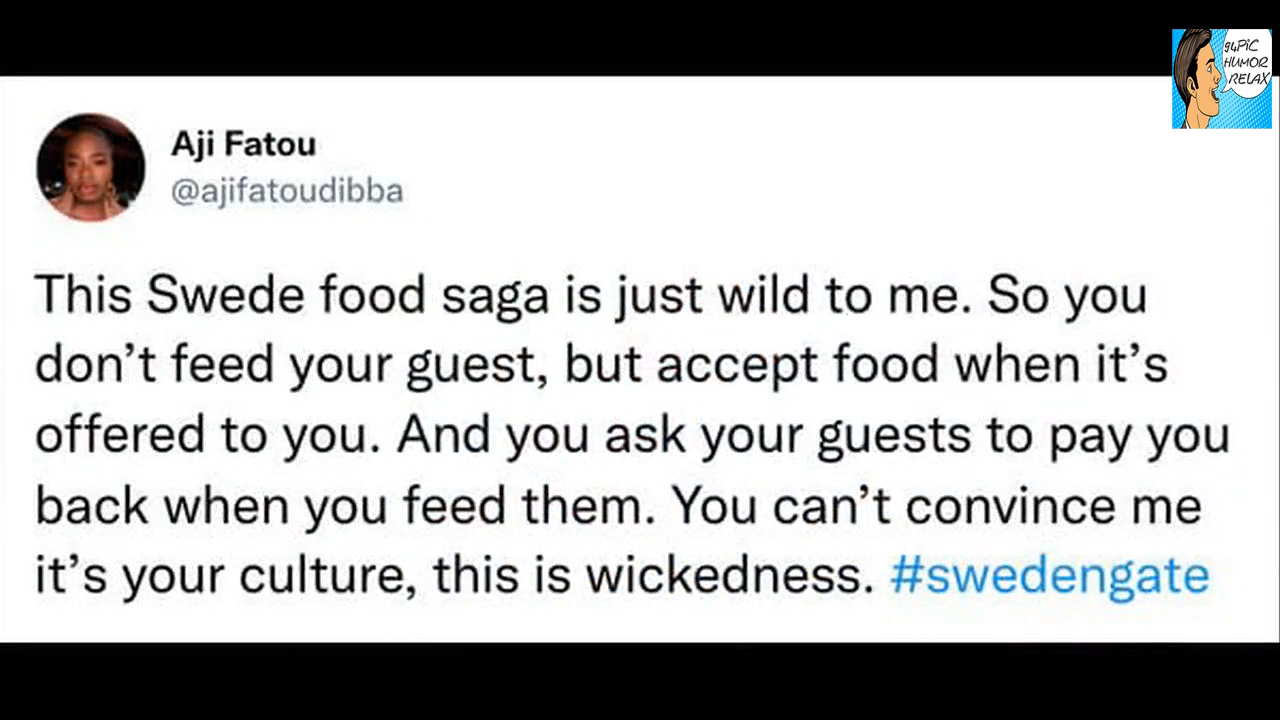 94PiC
HUMOR
RELAX
Aji Fatou
@ajifatoudibba
This Swede food saga is just wild to me. So you
don’t feed your guest, but accept food when it’s
offered to you. And you ask your guests to pay you
back when you feed them. You can’t convince me
it’s your culture, this is wickedness. #swedengate